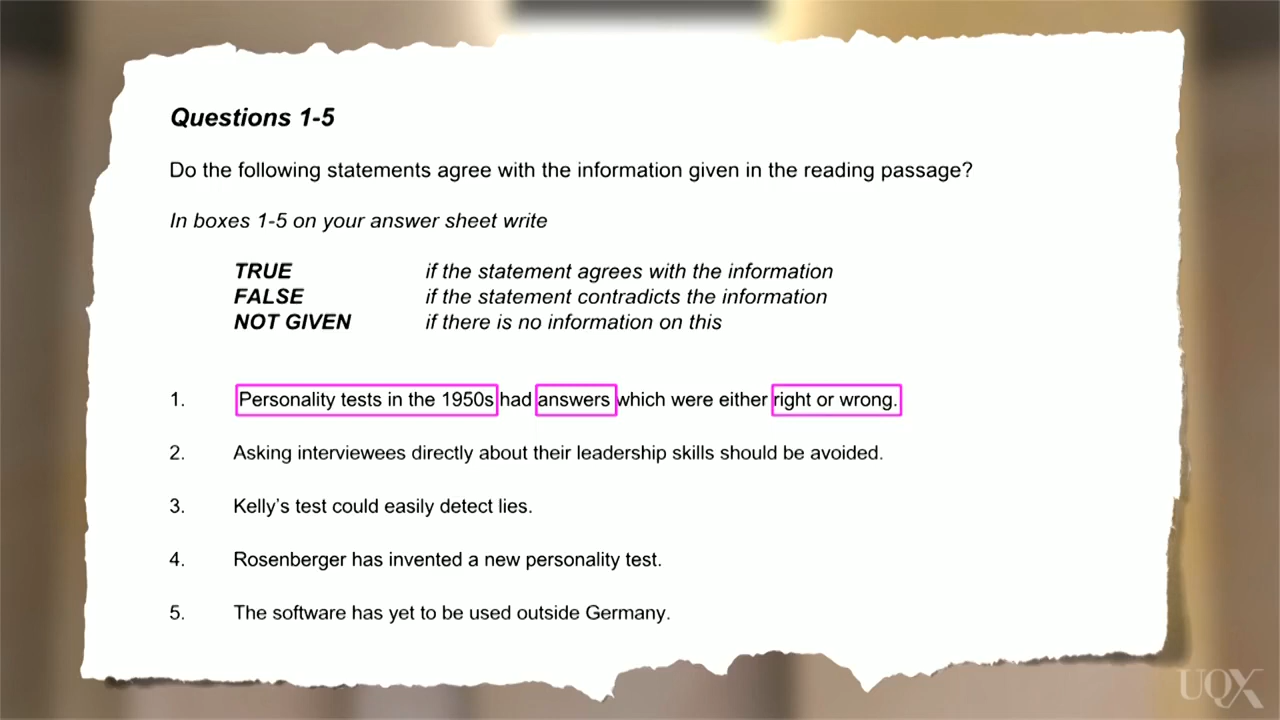 Questions 1-5
Do the following statements agree with the information given in the reading passage?
In boxes 1-5 on your answer sheet write
TRUE if the statement agrees with the information
FALSE if the statement contradicts the information
NOT GIVEN if there is no information on this
1. Personality tests in the 1950s had answers which were either right or wrong.
2. Asking interviewees directly about their leadership skills should be avoided.
3. Kelly's test could easily detect lies.
4. Rosenberger has invented a new personality test.
5. The software has yet to be used outside Germany.
UQX